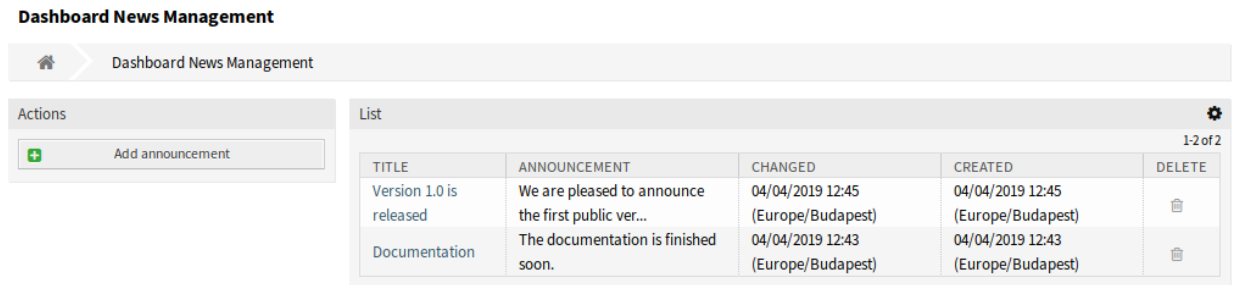 Dashboard News Management
Dashboard News Management
Actions
Add announcement
List
1-2 of 2
TITLE ANNOUNCEMENT CHANGED CREATED DELETE
Version 1.0 is We are pleased to announce 04/04/2019 12:45 04/04/2019 12:45
released the first public ver... (Europe/Budapest) (Europe/Budapest)
Documentation The documentation is finished 04/04/2019 12:43 04/04/2019 12:43
soon. (Europe/Budapest) (Europe/Budapest)